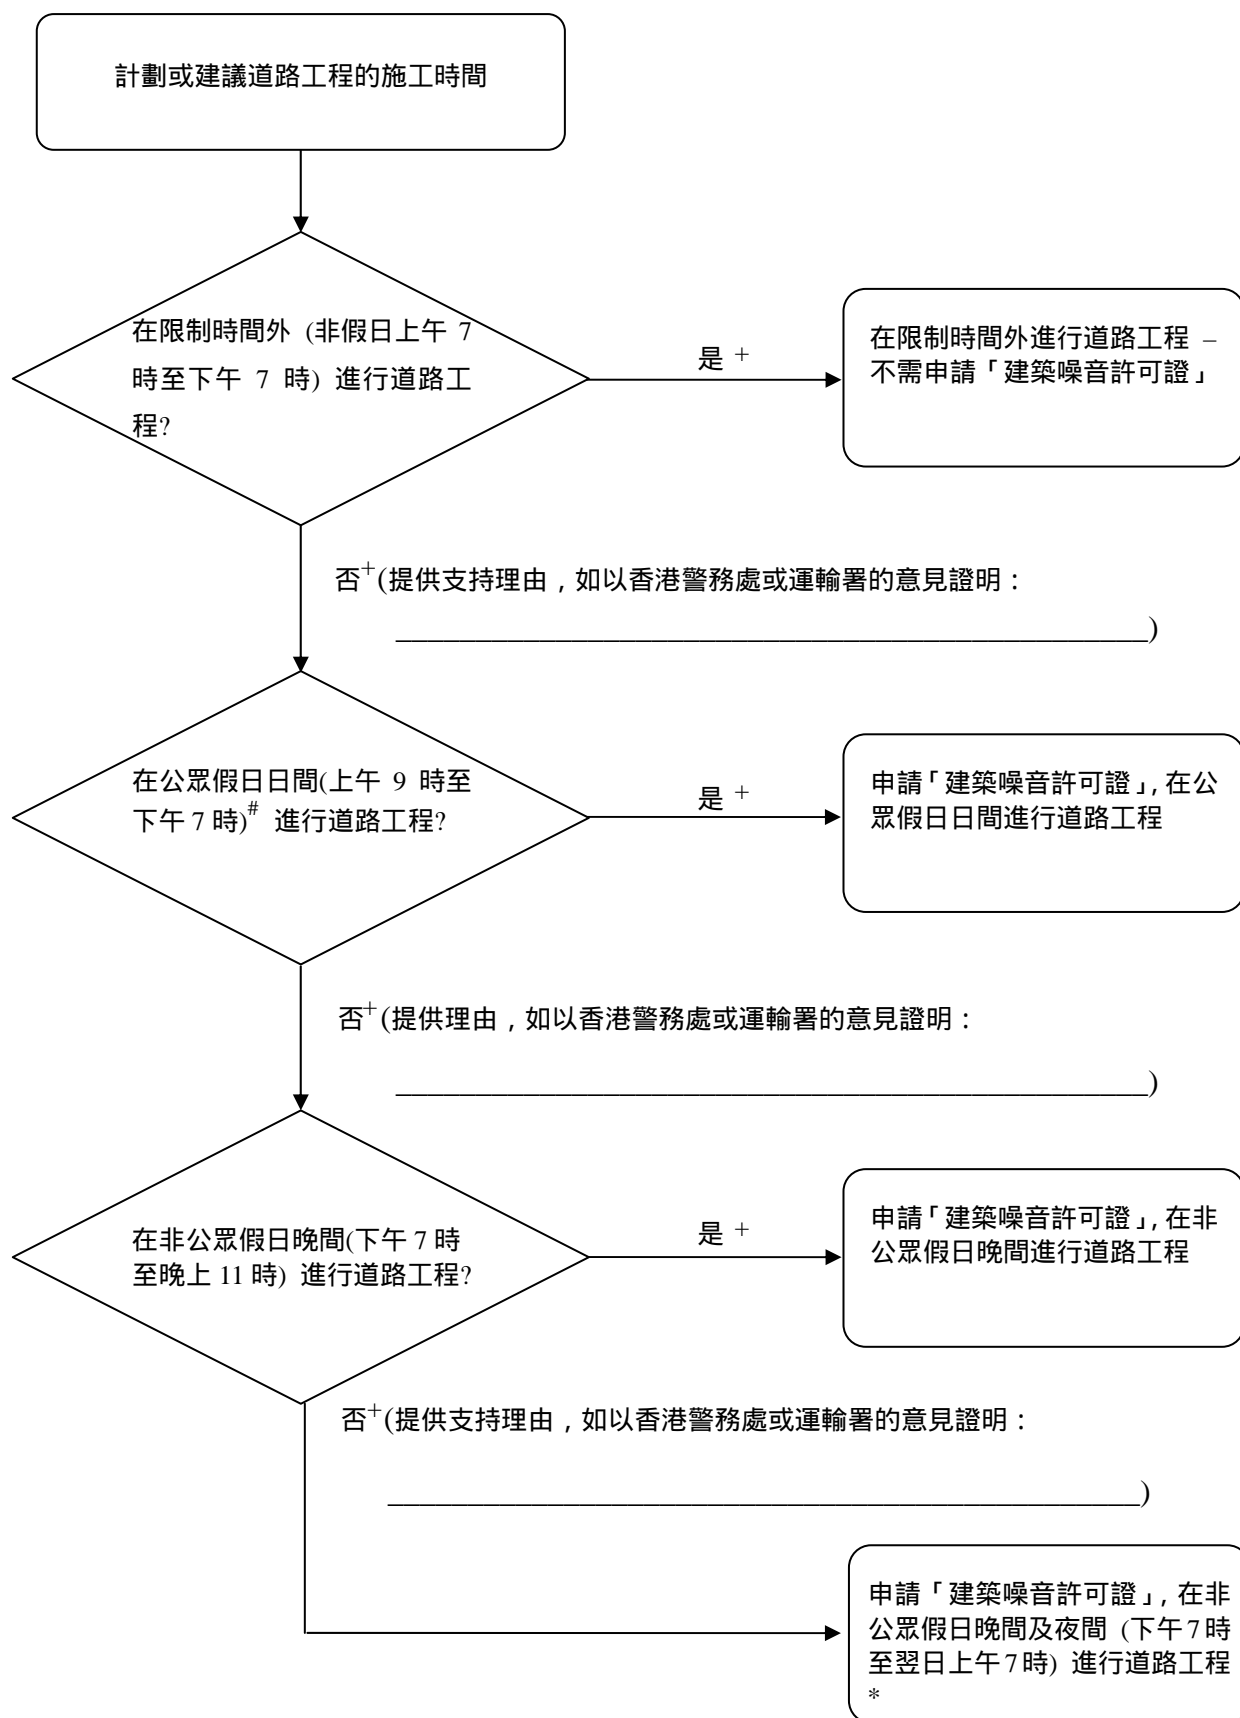 計劃或建議道路工程的施工時間
在限制時間外 (非假日上午 7
時至下午 7 時) 進行道路工
程?
是 +
在限制時間外進行道路工程 –
不需申請「建築噪音許可證」
否+(提供支持理由，如以香港警務處或運輸署的意見證明：
_______________________________________________)
在公眾假日日間(上午 9 時至
下午 7 時)# 進行道路工程?
是 +
申請「建築噪音許可證」, 在公
眾假日日間進行道路工程
否+(提供理由，如以香港警務處或運輸署的意見證明：
_______________________________________________)
在非公眾假日晚間(下午 7 時
至晚上 11 時) 進行道路工程?
是 +
申請「建築噪音許可證」, 在非
公眾假日晚間進行道路工程
否+(提供支持理由，如以香港警務處或運輸署的意見證明：
_______________________________________________)
申請「建築噪音許可證」, 在非
公眾假日晚間及夜間 (下午 7 時
至翌日上午 7 時) 進行道路工程
*